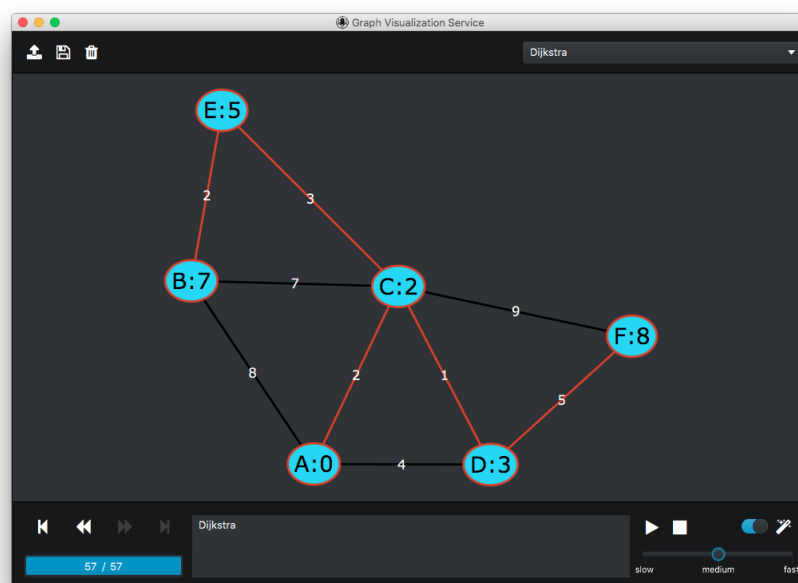 Graph Visualization Service
Dijkstra
E:5
2
3
B:7
7
C:2
9
F:8
8
2
1
5
A:0
4
D:3
Dijkstra
57 / 57
slow medium fast